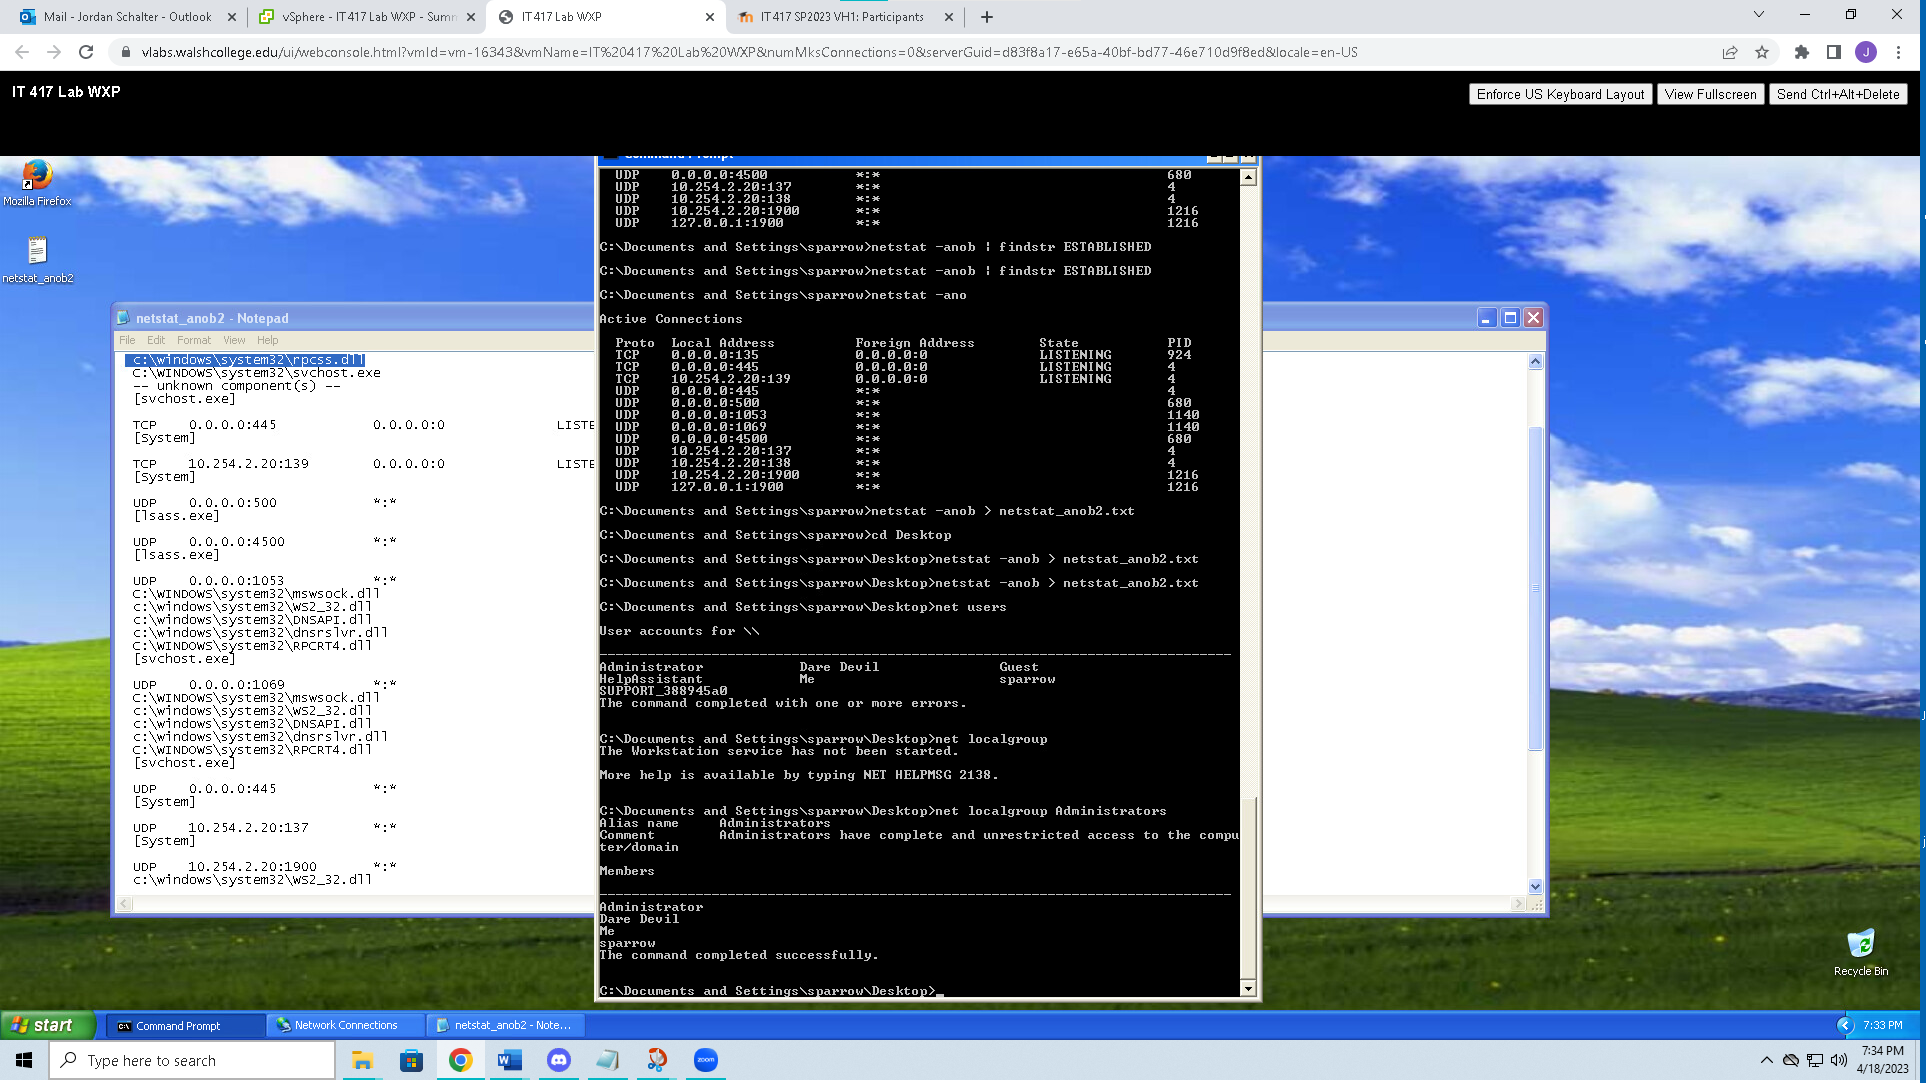 Mail - Jordan Schalter - Outlook
vSphere - IT417 Lab WXP - Summ
IT417 Lab WXP
IT417 SP2023 VH1: Participants
vlabs.walshcollege.edu/ui/webconsole.html?vmId=vm-16343&vmName=IT%20417%20Lab%20WXP&numMksConnections=0&serverGuid=d83f8a17-e65a-40bf-bd77-46e710d9f8ed&locale=en-US
J
IT 417 Lab WXP
Enforce US Keyboard Layout
View Fullscreen
Send Ctrl+Alt+Delete
Mozilla Firefox
netstat_anob2
netstat_anob2 - Notepad
File Edit Format View Help
c:\windows\system32\rpcss.dll
C:\WINDOWS\system32\svchost.exe
-- unknown component(s) --
[svchost.exe]
TCP 0.0.0.0:445 0.0.0.0:0 LISTE
[System]
TCP 10.254.2.20:139 0.0.0.0:0 LISTE
[System]
UDP 0.0.0.0:500 *:*
[lsass.exe]
UDP 0.0.0.0:4500 *:*
[lsass.exe]
UDP 0.0.0.0:1053 *:*
C:\WINDOWS\system32\mswsock.dll
c:\windows\system32\WS2_32.dll
c:\windows\system32\DNSAPI.dll
c:\windows\system32\dnsrslvr.dll
C:\WINDOWS\system32\RPCRT4.dll
[svchost.exe]
UDP 0.0.0.0:1069 *:*
C:\WINDOWS\system32\mswsock.dll
c:\windows\system32\WS2_32.dll
c:\windows\system32\DNSAPI.dll
c:\windows\system32\dnsrslvr.dll
C:\WINDOWS\system32\RPCRT4.dll
[svchost.exe]
UDP 0.0.0.0:445 *:*
[System]
UDP 10.254.2.20:137 *:*
[System]
UDP 10.254.2.20:1900 *:*
c:\windows\system32\WS2_32.dll
Command Prompt
UDP 0.0.0.0:4500 *:* 680
UDP 10.254.2.20:137 *:* 4
UDP 10.254.2.20:138 *:* 4
UDP 10.254.2.20:1900 *:* 1216
UDP 127.0.0.1:1900 *:* 1216
C:\Documents and Settings\sparrow>netstat -anob | findstr ESTABLISHED
C:\Documents and Settings\sparrow>netstat -anob | findstr ESTABLISHED
C:\Documents and Settings\sparrow>netstat -ano
Active Connections
Proto Local Address Foreign Address State PID
TCP 0.0.0.0:135 0.0.0.0:0 LISTENING 924
TCP 0.0.0.0:445 0.0.0.0:0 LISTENING 4
TCP 10.254.2.20:139 0.0.0.0:0 LISTENING 4
UDP 0.0.0.0:445 *:* 4
UDP 0.0.0.0:500 *:* 680
UDP 0.0.0.0:1053 *:* 1140
UDP 0.0.0.0:1069 *:* 1140
UDP 0.0.0.0:4500 *:* 680
UDP 10.254.2.20:137 *:* 4
UDP 10.254.2.20:138 *:* 4
UDP 10.254.2.20:1900 *:* 1216
UDP 127.0.0.1:1900 *:* 1216
C:\Documents and Settings\sparrow>netstat -anob > netstat_anob2.txt
C:\Documents and Settings\sparrow>cd Desktop
C:\Documents and Settings\sparrow\Desktop>netstat -anob > netstat_anob2.txt
C:\Documents and Settings\sparrow\Desktop>netstat -anob > netstat_anob2.txt
C:\Documents and Settings\sparrow\Desktop>net users
User accounts for \\
-------------------------------------------------------------------------------
Administrator Dare Devil Guest
HelpAssistant Me sparrow
SUPPORT_388945a0
The command completed with one or more errors.
C:\Documents and Settings\sparrow\Desktop>net localgroup
The Workstation service has not been started.
More help is available by typing NET HELPMSG 2138.
C:\Documents and Settings\sparrow\Desktop>net localgroup Administrators
Alias name Administrators
Comment Administrators have complete and unrestricted access to the compu
ter/domain
Members
-------------------------------------------------------------------------------
Administrator
Dare Devil
Me
sparrow
The command completed successfully.
C:\Documents and Settings\sparrow\Desktop>_
Recycle Bin
start
Command Prompt
Network Connections
netstat_anob2 - Note...
7:33 PM
Type here to search
zoom
7:34 PM
4/18/2023